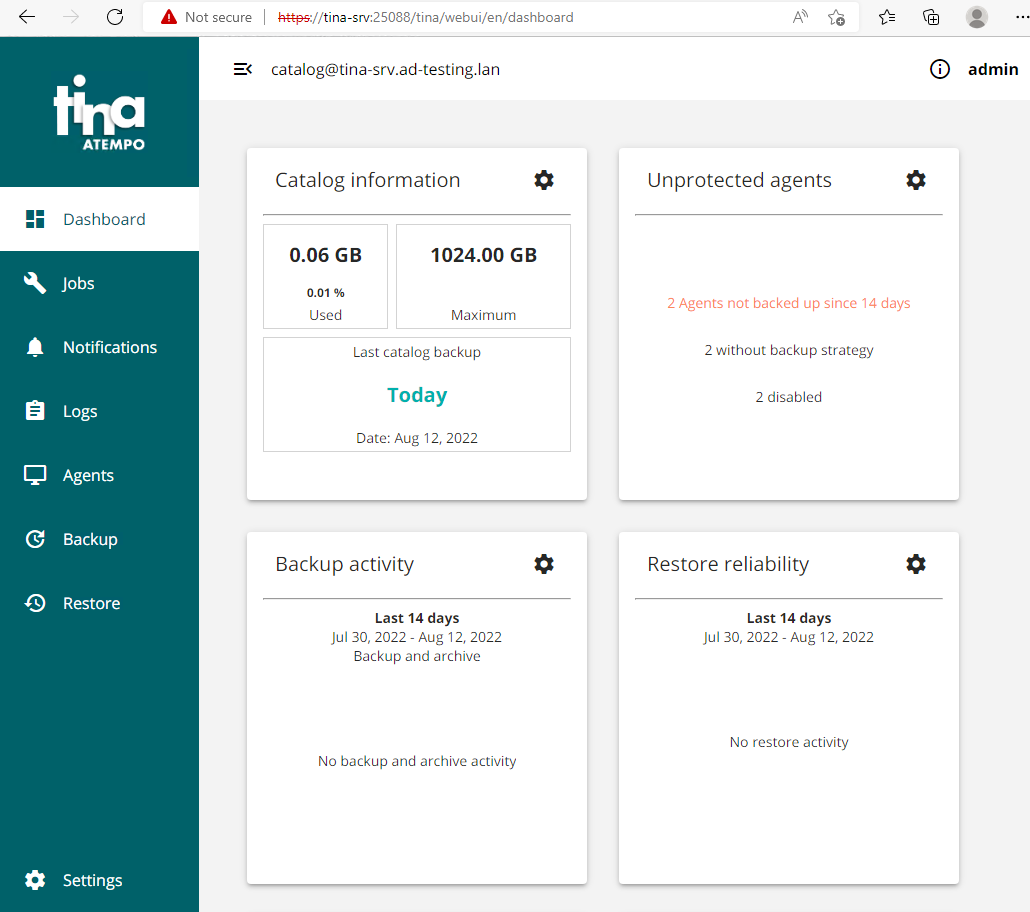 Not secure
https://tina-srv:25088/tina/webui/en/dashboard
tina
ATEMPO
catalog@tina-srv.ad-testing.lan
admin
Dashboard
Jobs
Notifications
Logs
Agents
Backup
Restore
Settings
Catalog information
0.06 GB
0.01 %
Used
1024.00 GB
Maximum
Last catalog backup
Today
Date: Aug 12, 2022
Unprotected agents
2 Agents not backed up since 14 days
2 without backup strategy
2 disabled
Backup activity
Last 14 days
Jul 30, 2022 - Aug 12, 2022
Backup and archive
No backup and archive activity
Restore reliability
Last 14 days
Jul 30, 2022 - Aug 12, 2022
No restore activity